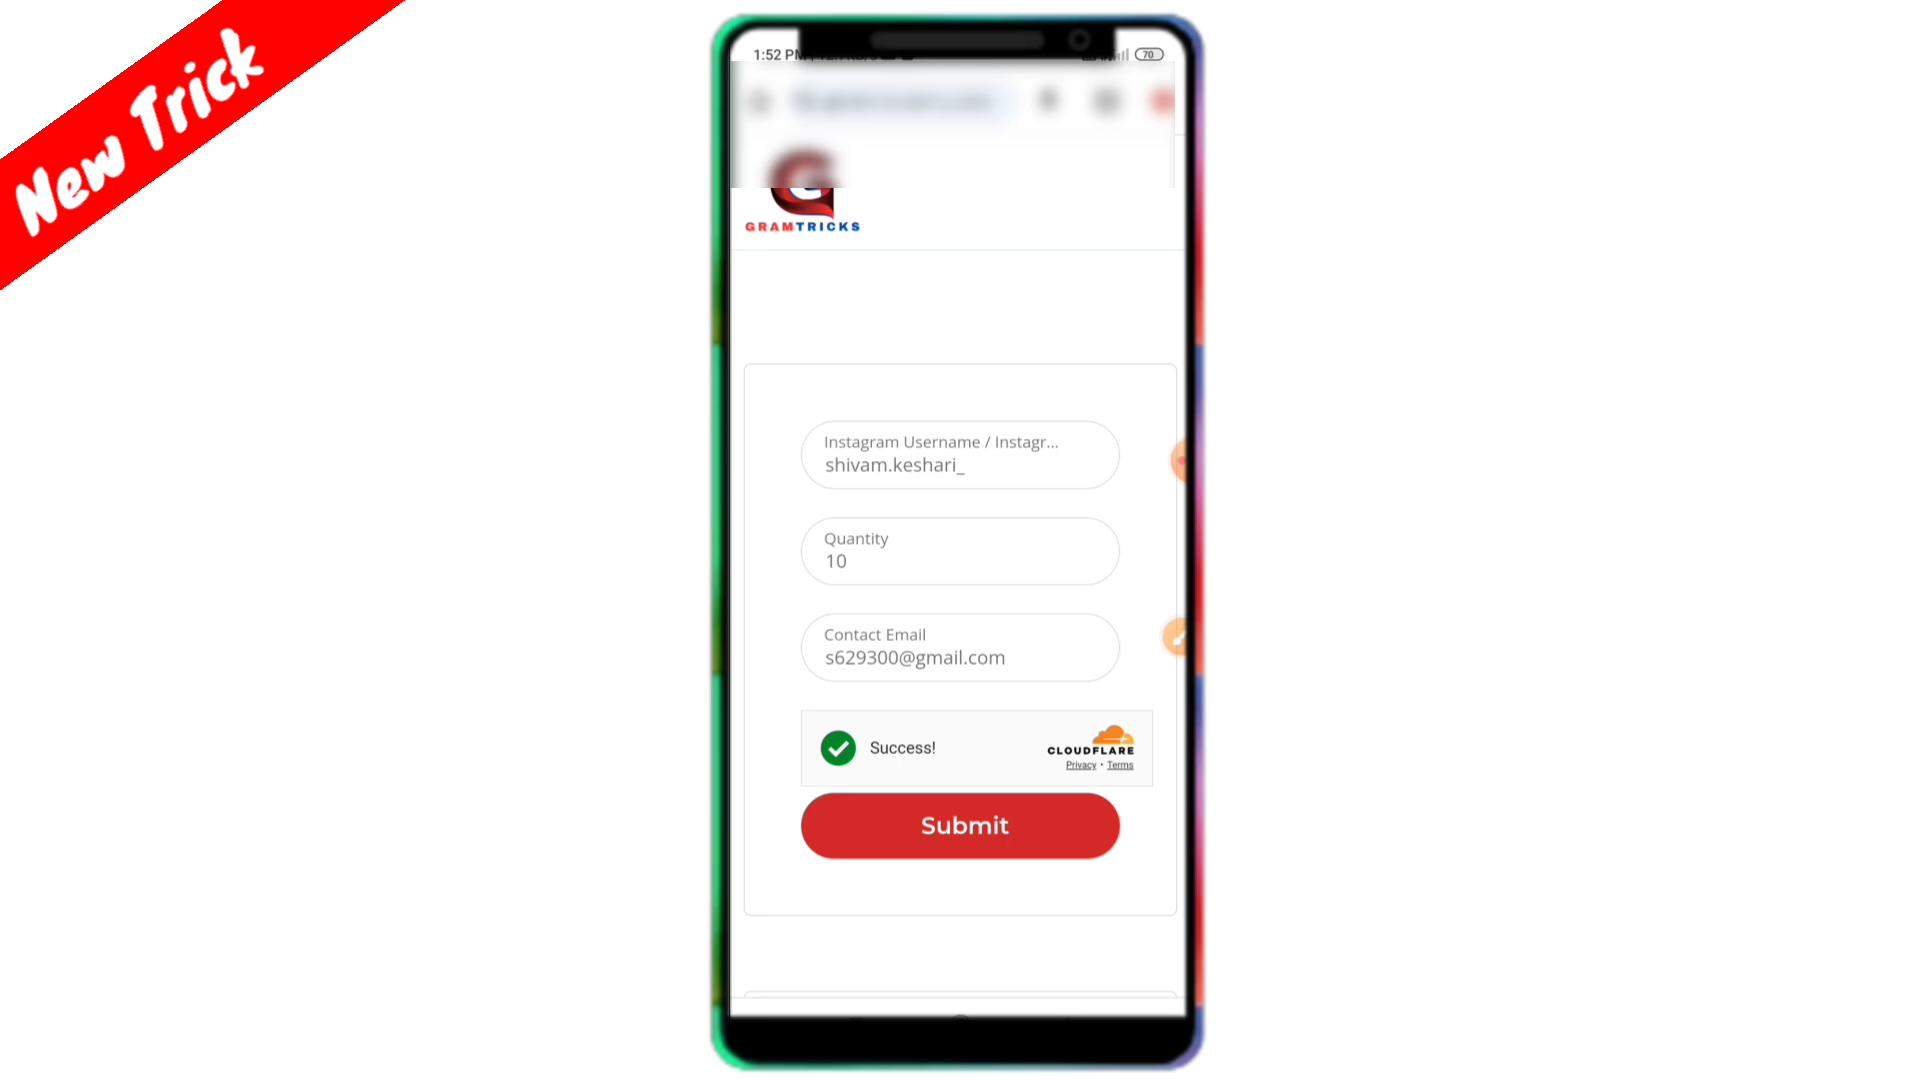 New Trick
1:52 PM
70
GRAMTRICKS
Instagram Username / Instagr...
shivam.keshari_
Quantity
10
Contact Email
s629300@gmail.com
Success!
CLOUDFLARE
Privacy • Terms
Submit